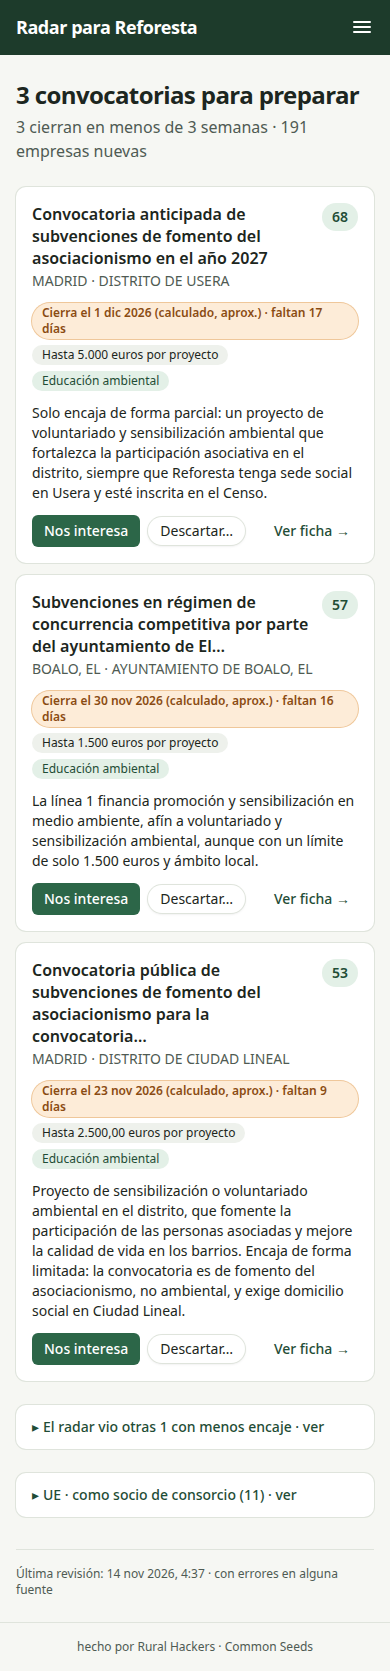 Radar para Reforesta
3 convocatorias para preparar
3 cierran en menos de 3 semanas · 191
empresas nuevas
Convocatoria anticipada de
subvenciones de fomento del
asociacionismo en el año 2027
68
MADRID · DISTRITO DE USERA
Cierra el 1 dic 2026 (calculado, aprox.) · faltan 17
días
Hasta 5.000 euros por proyecto
Educación ambiental
Solo encaja de forma parcial: un proyecto de
voluntariado y sensibilización ambiental que
fortalezca la participación asociativa en el
distrito, siempre que Reforesta tenga sede social
en Usera y esté inscrita en el Censo.
Nos interesa Descartar... Ver ficha →
Subvenciones en régimen de
concurrencia competitiva por parte
del ayuntamiento de El...
57
BOALO, EL · AYUNTAMIENTO DE BOALO, EL
Cierra el 30 nov 2026 (calculado, aprox.) · faltan 16
días
Hasta 1.500 euros por proyecto
Educación ambiental
La línea 1 financia promoción y sensibilización en
medio ambiente, afín a voluntariado y
sensibilización ambiental, aunque con un límite
de solo 1.500 euros y ámbito local.
Nos interesa Descartar... Ver ficha →
Convocatoria pública de
subvenciones de fomento del
asociacionismo para la
convocatoria...
53
MADRID · DISTRITO DE CIUDAD LINEAL
Cierra el 23 nov 2026 (calculado, aprox.) · faltan 9
días
Hasta 2.500,00 euros por proyecto
Educación ambiental
Proyecto de sensibilización o voluntariado
ambiental en el distrito, que fomente la
participación de las personas asociadas y mejore
la calidad de vida en los barrios. Encaja de forma
limitada: la convocatoria es de fomento del
asociacionismo, no ambiental, y exige domicilio
social en Ciudad Lineal.
Nos interesa Descartar... Ver ficha →
▸ El radar vio otras 1 con menos encaje · ver
▸ UE · como socio de consorcio (11) · ver
Última revisión: 14 nov 2026, 4:37 · con errores en alguna
fuente
hecho por Rural Hackers · Common Seeds